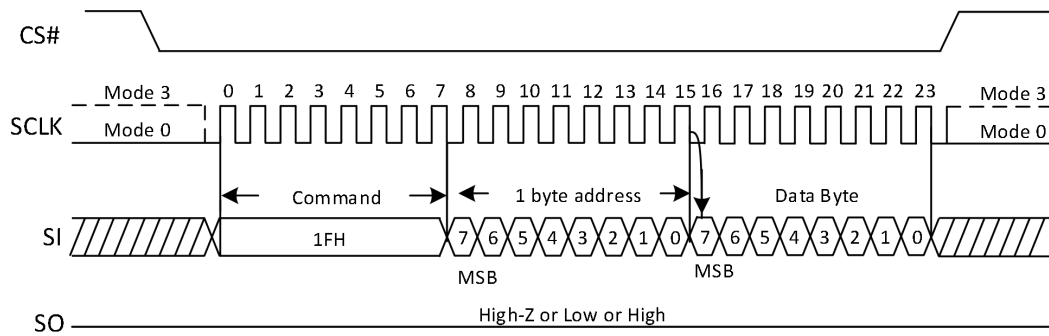 CS#
Mode 3 0 1 2 3 4 5 6 7 8 9 10 11 12 13 14 15 16 17 18 19 20 21 22 23 Mode 3
SCLK Mode 0 Mode 0
Command 1 byte address Data Byte
SI 1FH 7 6 5 4 3 2 1 0 7 6 5 4 3 2 1 0
MSB MSB
High-Z or Low or High
SO